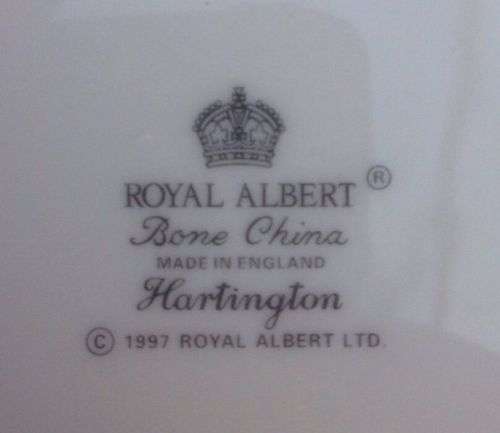 ROYAL ALBERT ®
Bone China
MADE IN ENGLAND
Hartington
© 1997 ROYAL ALBERT LTD.